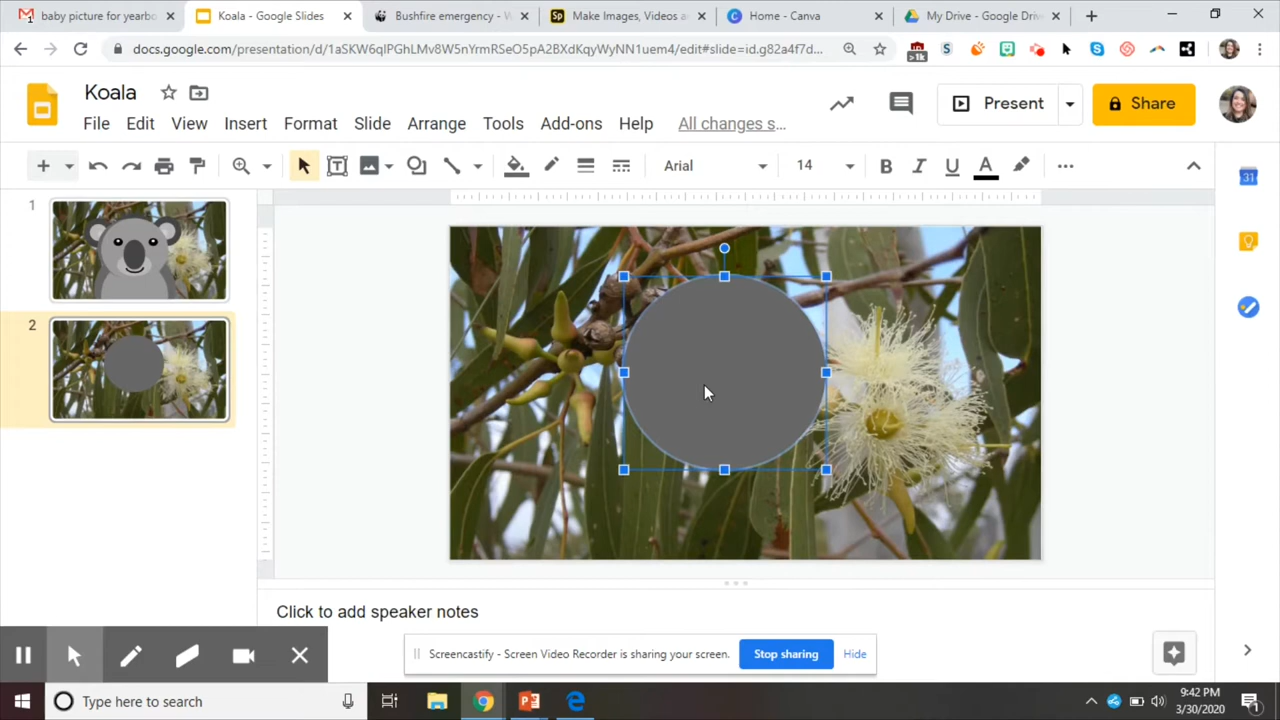 baby picture for yearbo
Koala - Google Slides
Bushfire emergency - W
Make Images, Videos a
Home - Canva
My Drive - Google Driv
docs.google.com/presentation/d/1aSKW6qlPGhLMv8W5nYrmRSeO5pA2BXdKqyWyNN1uem4/edit#slide=id.g82a4f7d...
>1k
Koala
Present
Share
File Edit View Insert Format Slide Arrange Tools Add-ons Help All changes s...
Arial
14
B I U A
31
1
2
Click to add speaker notes
Screencastify - Screen Video Recorder is sharing your screen.
Stop sharing
Hide
Type here to search
9:42 PM
3/30/2020
1